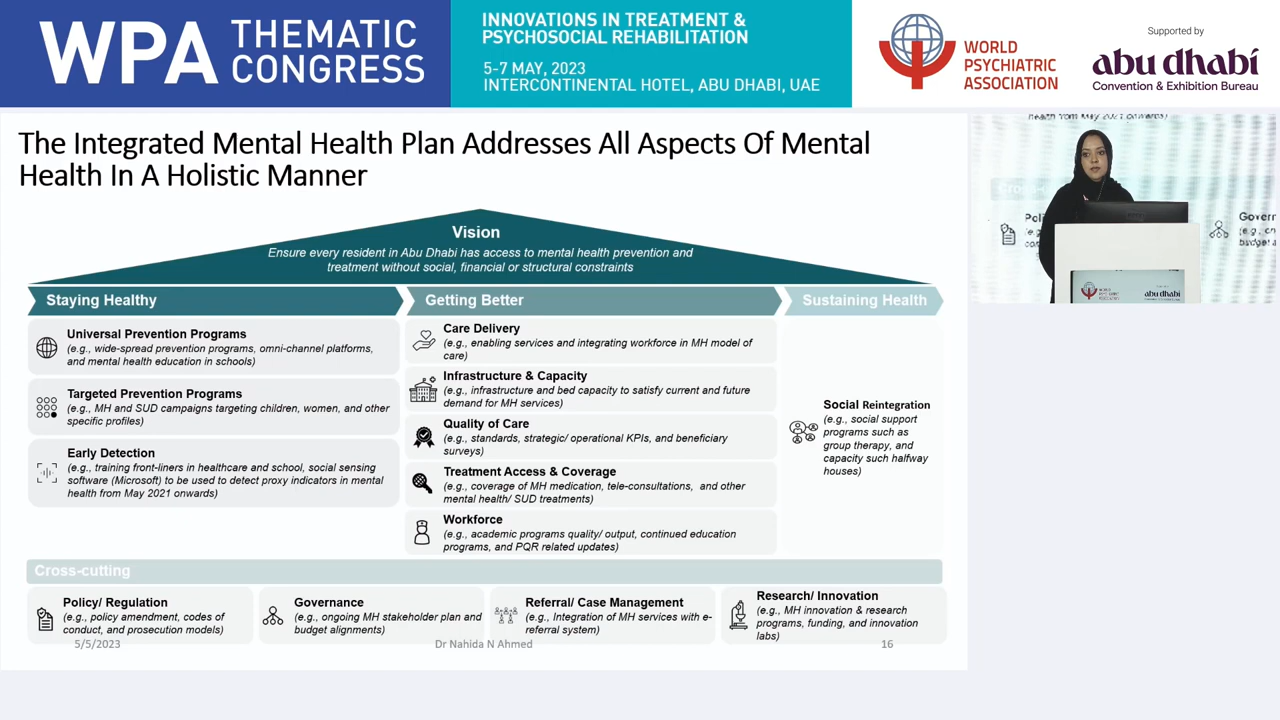 WPA THEMATIC CONGRESS
INNOVATIONS IN TREATMENT &
PSYCHOSOCIAL REHABILITATION
5-7 MAY, 2023
INTERCONTINENTAL HOTEL, ABU DHABI, UAE
WORLD
PSYCHIATRIC
ASSOCIATION
Supported by
abu dhabi
Convention & Exhibition Bureau
The Integrated Mental Health Plan Addresses All Aspects Of Mental
Health In A Holistic Manner
Vision
Ensure every resident in Abu Dhabi has access to mental health prevention and
treatment without social, financial or structural constraints
Staying Healthy
Universal Prevention Programs
(e.g., wide-spread prevention programs, omni-channel platforms,
and mental health education in schools)
Targeted Prevention Programs
(e.g., MH and SUD campaigns targeting children, women, and other
specific profiles)
Early Detection
(e.g., training front-liners in healthcare and school, social sensing
software (Microsoft) to be used to detect proxy indicators in mental
health from May 2021 onwards)
Getting Better
Care Delivery
(e.g., enabling services and integrating workforce in MH model of
care)
Infrastructure & Capacity
(e.g., infrastructure and bed capacity to satisfy current and future
demand for MH services)
Quality of Care
(e.g., standards, strategic/ operational KPIs, and beneficiary
surveys)
Treatment Access & Coverage
(e.g., coverage of MH medication, tele-consultations, and other
mental health/ SUD treatments)
Workforce
(e.g., academic programs quality/ output, continued education
programs, and PQR related updates)
Sustaining Health
Social Reintegration
(e.g., social support
programs such as
group therapy, and
capacity such halfway
houses)
Cross-cutting
Policy/ Regulation
(e.g., policy amendment, codes of
conduct, and prosecution models)
Governance
(e.g., ongoing MH stakeholder plan and
budget alignments)
Referral/ Case Management
(e.g., Integration of MH services with e-
referral system)
Research/ Innovation
(e.g., MH innovation & research
programs, funding, and innovation
labs)
5/5/2023
Dr Nahida N Ahmed
16
health from May 2021 onwards)
Govern
(e.g., on
budget a
abu dhabi